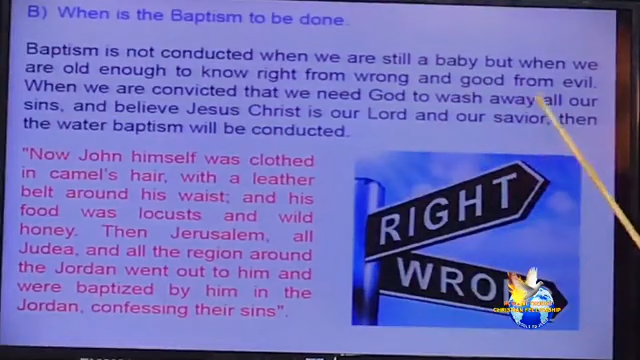 B) When is the Baptism to be done.
Baptism is not conducted when we are still a baby but when we
are old enough to know right from wrong and good from evil.
When we are convicted that we need God to wash away all our
sins, and believe Jesus Christ is our Lord and our savior, then
the water baptism will be conducted.
"Now John himself was clothed
in camel's hair, with a leather
belt around his waist; and his
food was locusts and wild
honey. Then Jerusalem, all
Judea, and all the region around
the Jordan went out to him and
were baptized by him in the
Jordan, confessing their sins".
RIGHT
WRO
CHRISTIAN FELLOWSHIP